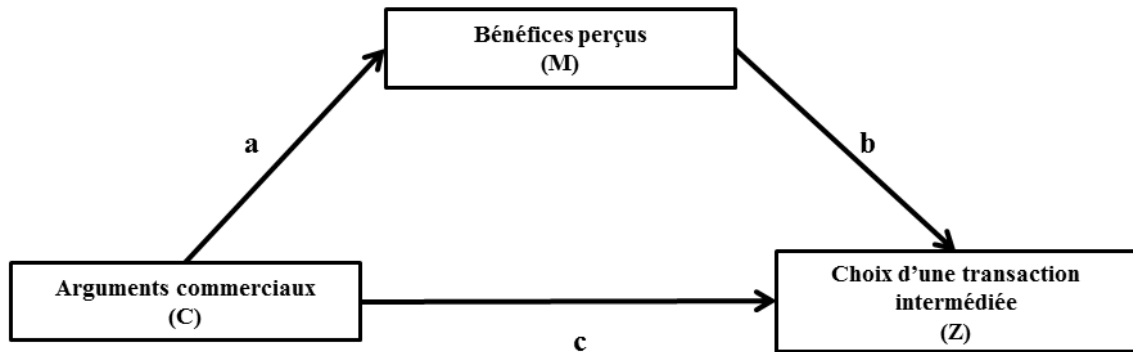 Bénéfices perçus
(M)
a
b
Arguments commerciaux
(C)
Choix d'une transaction
intermédiée
(Z)
c